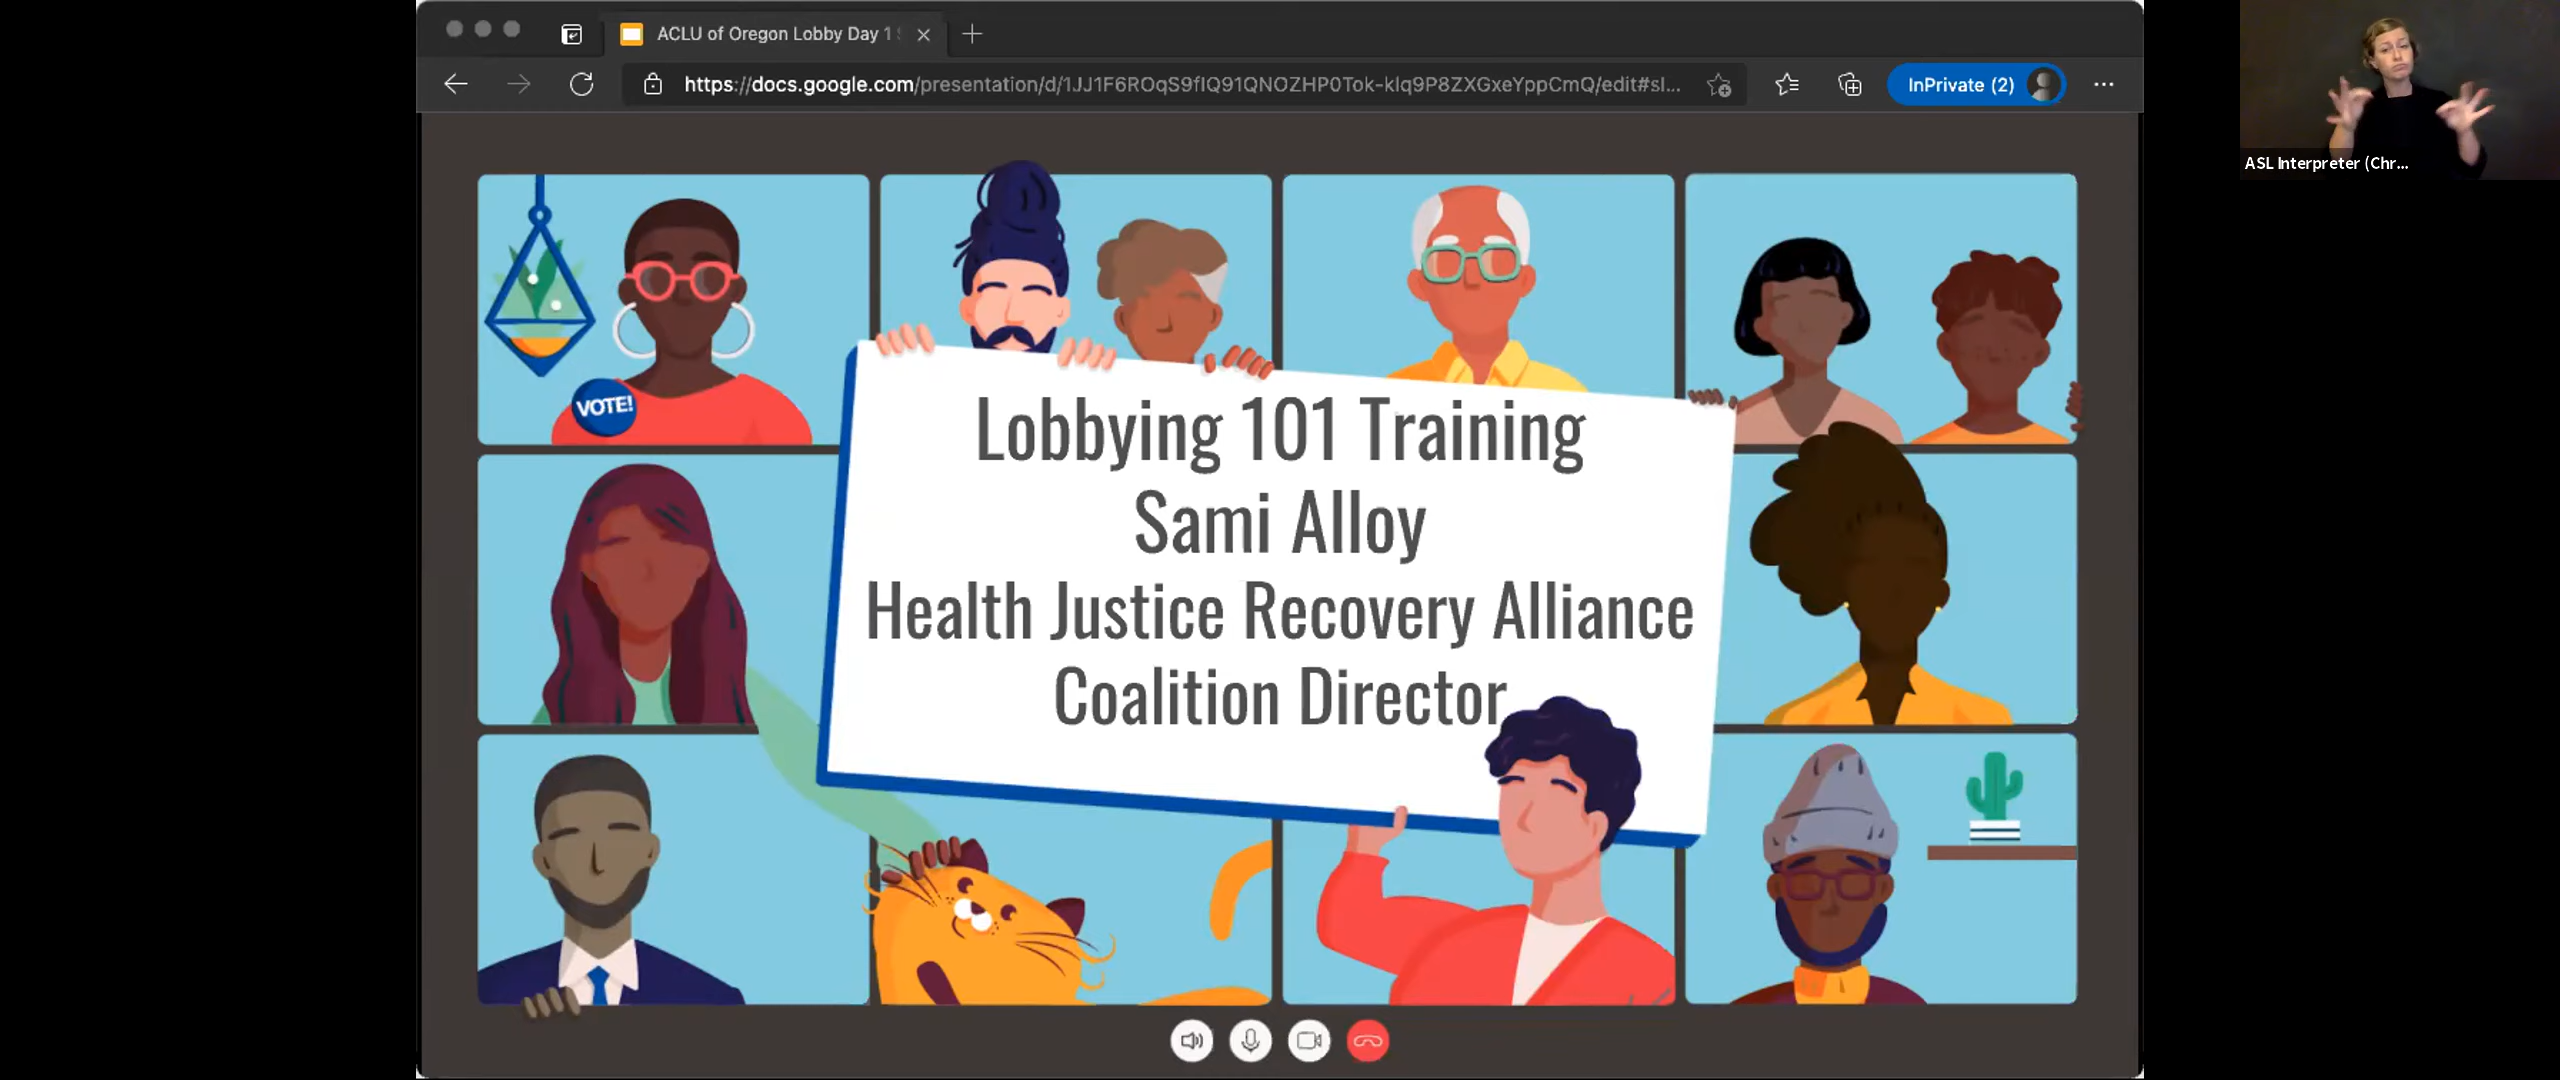 ACLU of Oregon Lobby Day 1
https://docs.google.com/presentation/d/1JJ1F6ROqS9fIQ91QNOZHP0Tok-kIq9P8ZXGxeYppCmQ/edit#sl...
InPrivate (2)
ASL Interpreter (Chr...
VOTE!
Lobbying 101 Training
Sami Alloy
Health Justice Recovery Alliance
Coalition Director